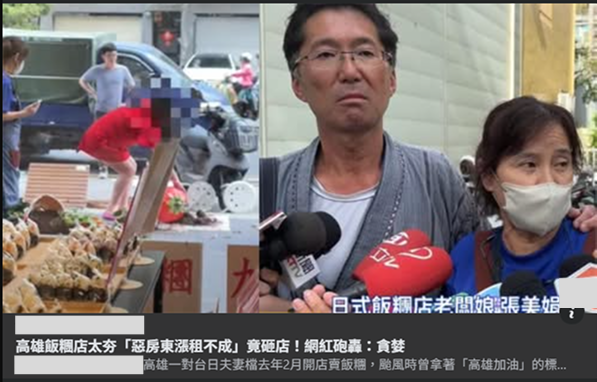 日式飯糰店老闆娘 張美娟
高雄飯糰店太夯「惡房東漲租不成」竟砸店！網紅砲轟：貪婪
高雄一對台日夫妻檔去年2月開店賣飯糰，颱風時曾拿著「高雄加油」的標...